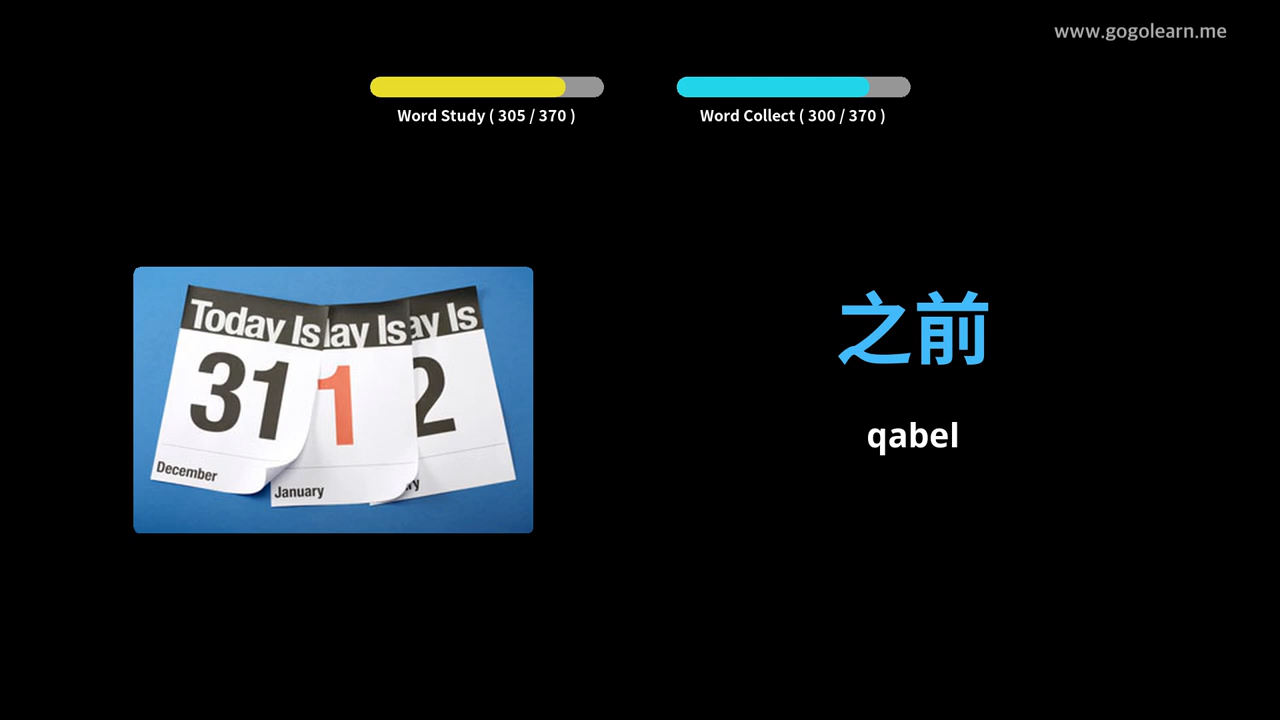 www.gogolearn.me
Word Study ( 305 / 370 )
Word Collect ( 300 / 370 )
Today Is
31
December
ay Is
1
January
ay Is
2
ry
之前
qabel